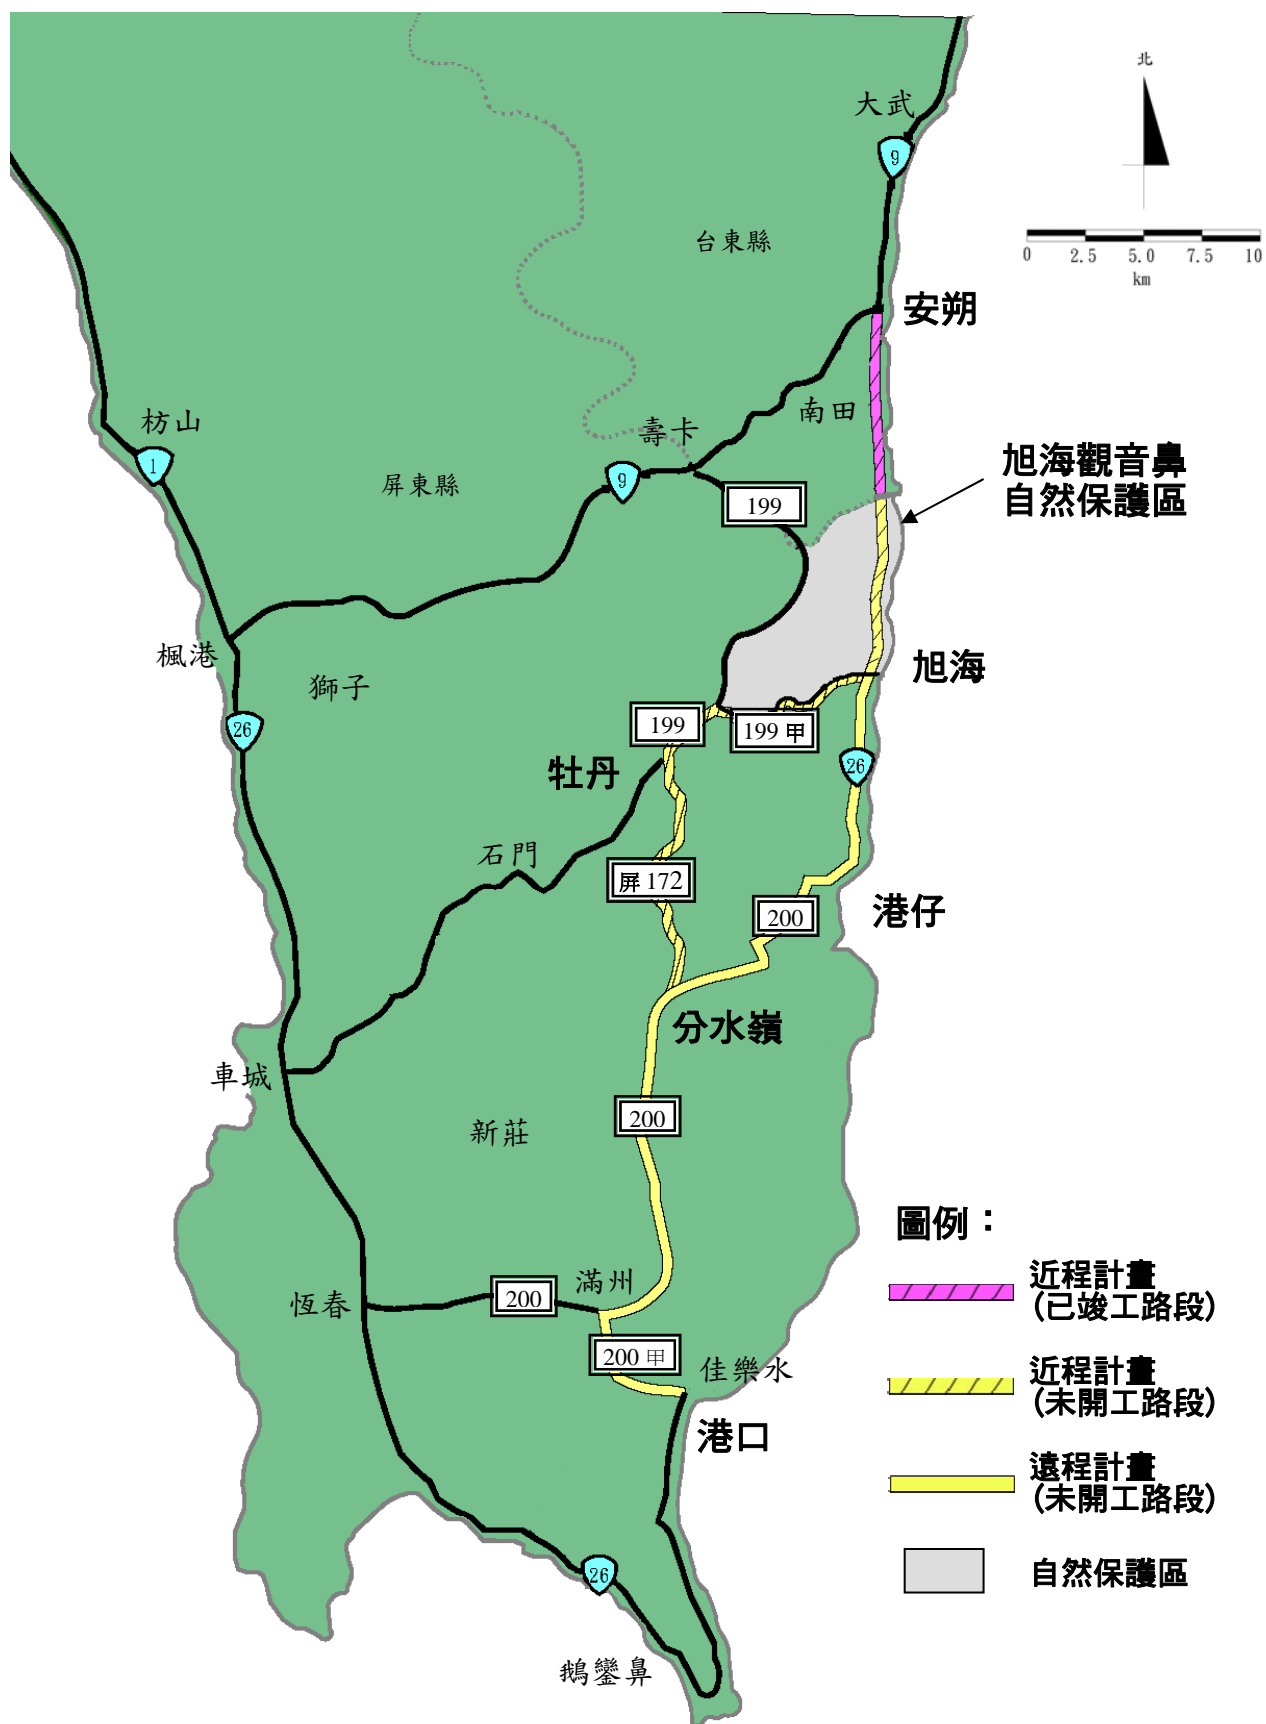 北
大武
9
台東縣
0 2.5 5.0 7.5 10
km
安朔
枋山
南田
壽卡
1
屏東縣
9
199
旭海觀音鼻
自然保護區
楓港
獅子
旭海
26
199
199 甲
牡丹
26
石門
屏 172
200
港仔
分水嶺
車城
新莊
200
圖例：
近程計畫
(已竣工路段)
恆春
200
滿州
200 甲
佳樂水
近程計畫
(未開工路段)
港口
遠程計畫
(未開工路段)
26
自然保護區
鵝鑾鼻